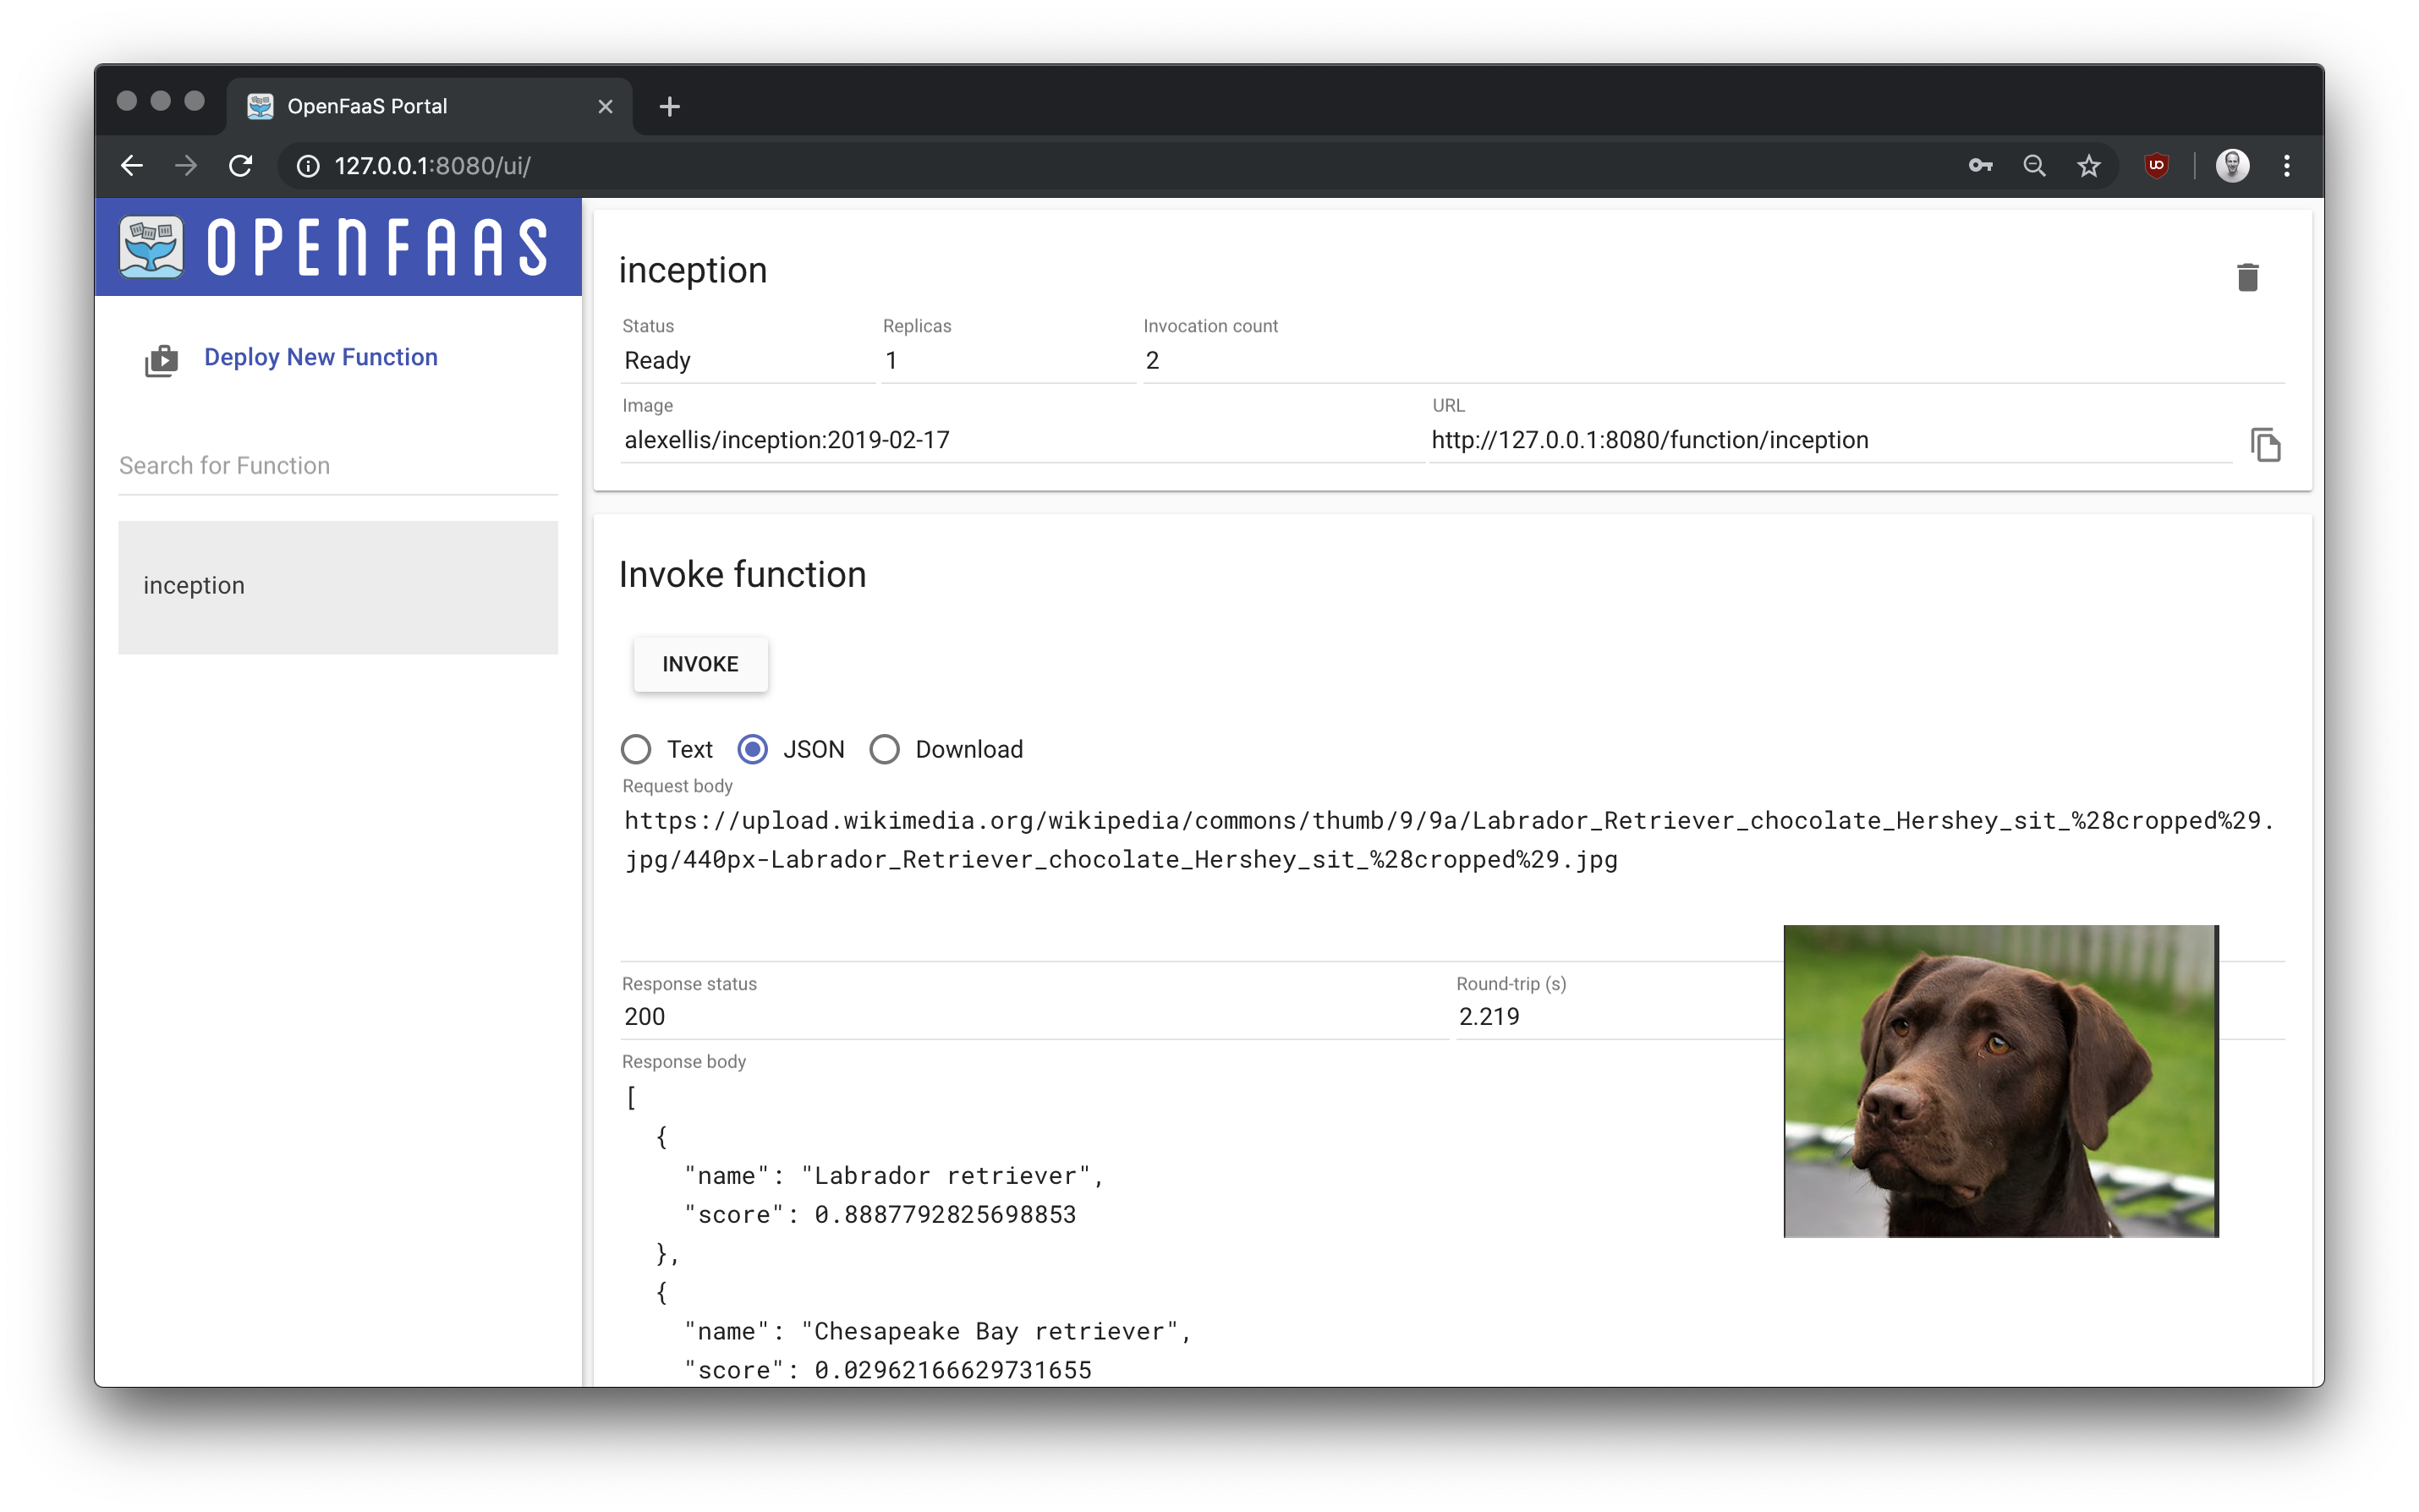 OpenFaaS Portal
127.0.0.1:8080/ui/
OPENFAAS
Deploy New Function
Search for Function
inception
inception
Status
Replicas
Invocation count
Ready
1
2
Image
URL
alexellis/inception:2019-02-17
http://127.0.0.1:8080/function/inception
Invoke function
INVOKE
Text
JSON
Download
Request body
https://upload.wikimedia.org/wikipedia/commons/thumb/9/9a/Labrador_Retriever_chocolate_Hershey_sit_%28cropped%29.
jpg/440px-Labrador_Retriever_chocolate_Hershey_sit_%28cropped%29.jpg
Response status
Round-trip (s)
200
2.219
Response body
[
{
"name": "Labrador retriever",
"score": 0.8887792825698853
},
{
"name": "Chesapeake Bay retriever",
"score": 0.02962166629731655